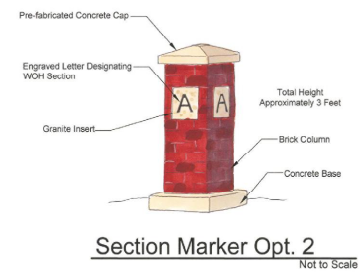 Pre-fabricated Concrete Cap
Engraved Letter Designating
WOH Section
A
A
Total Height
Approximately 3 Feet
Granite Insert
Brick Column
Concrete Base
Section Marker Opt. 2
Not to Scale